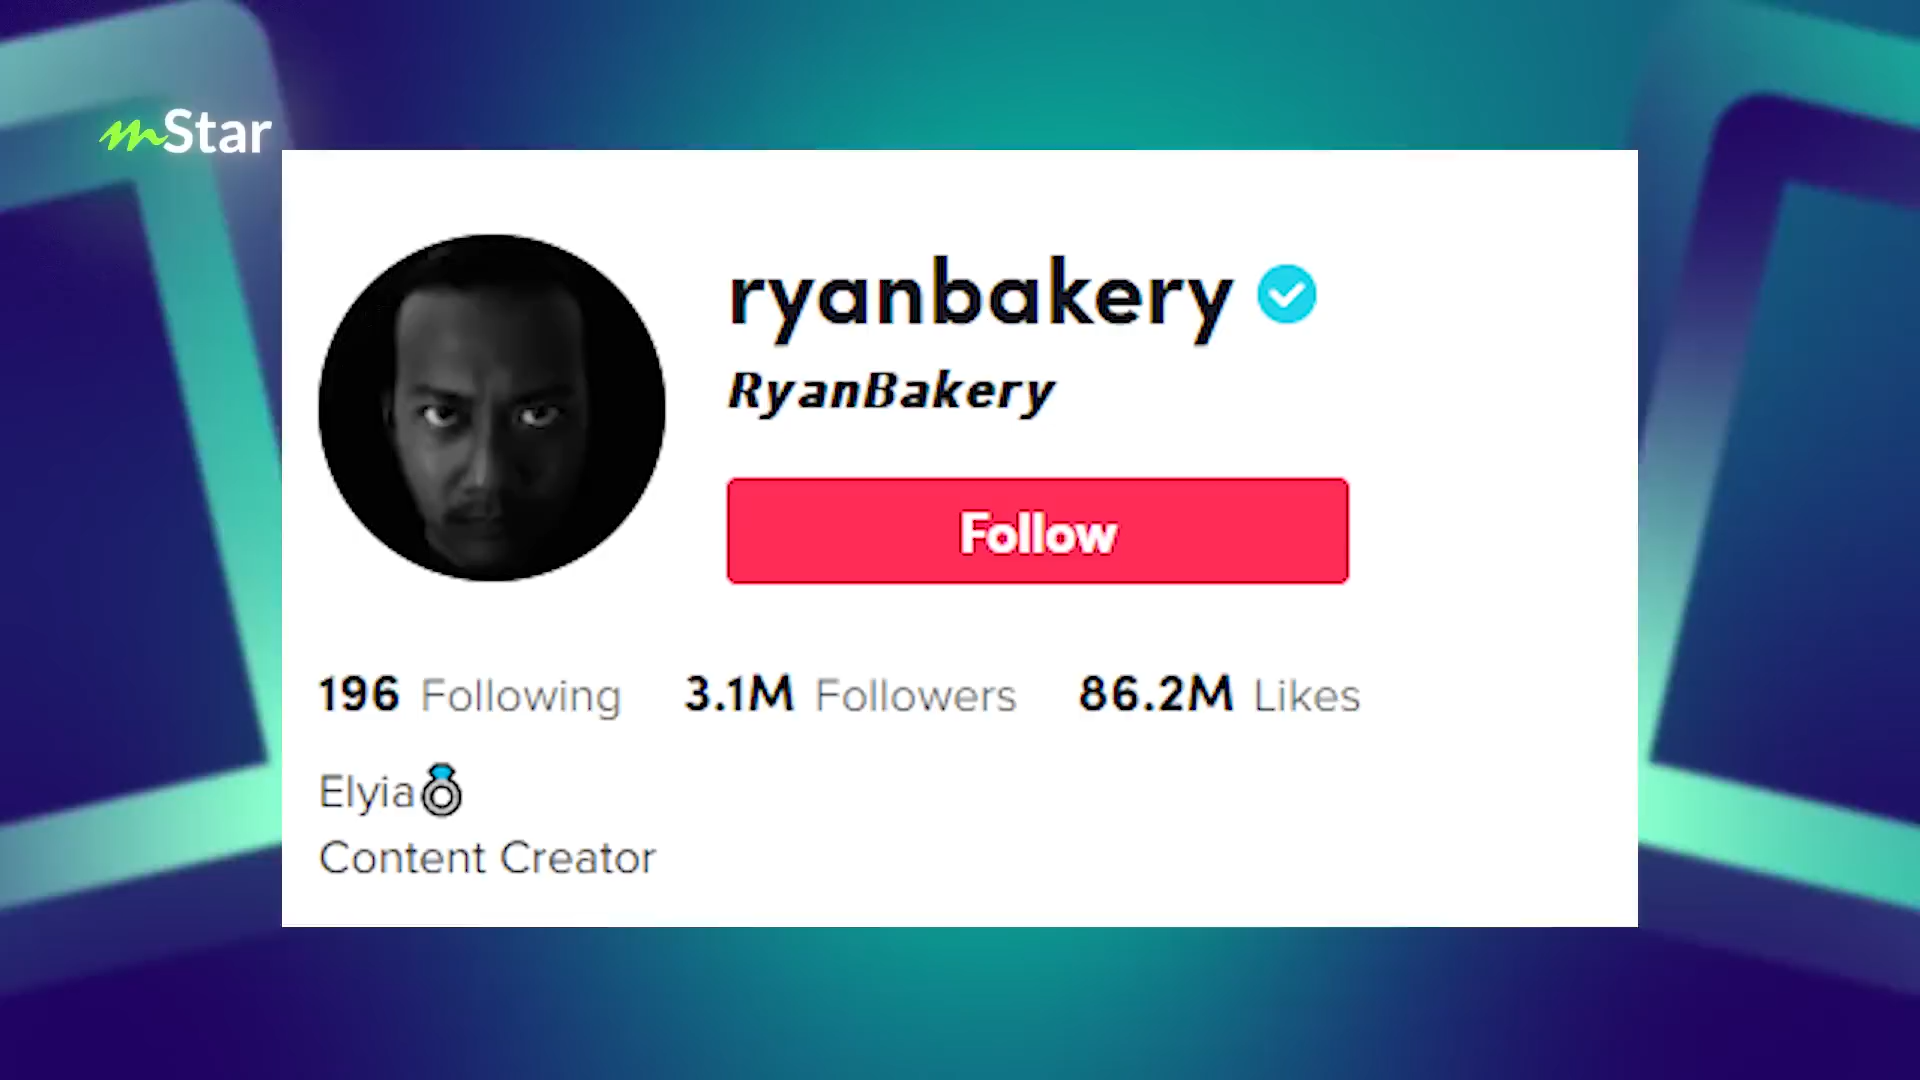 mStar
ryanbakery
RyanBakery
Follow
196 Following 3.1M Followers 86.2M Likes
Elyia💍
Content Creator